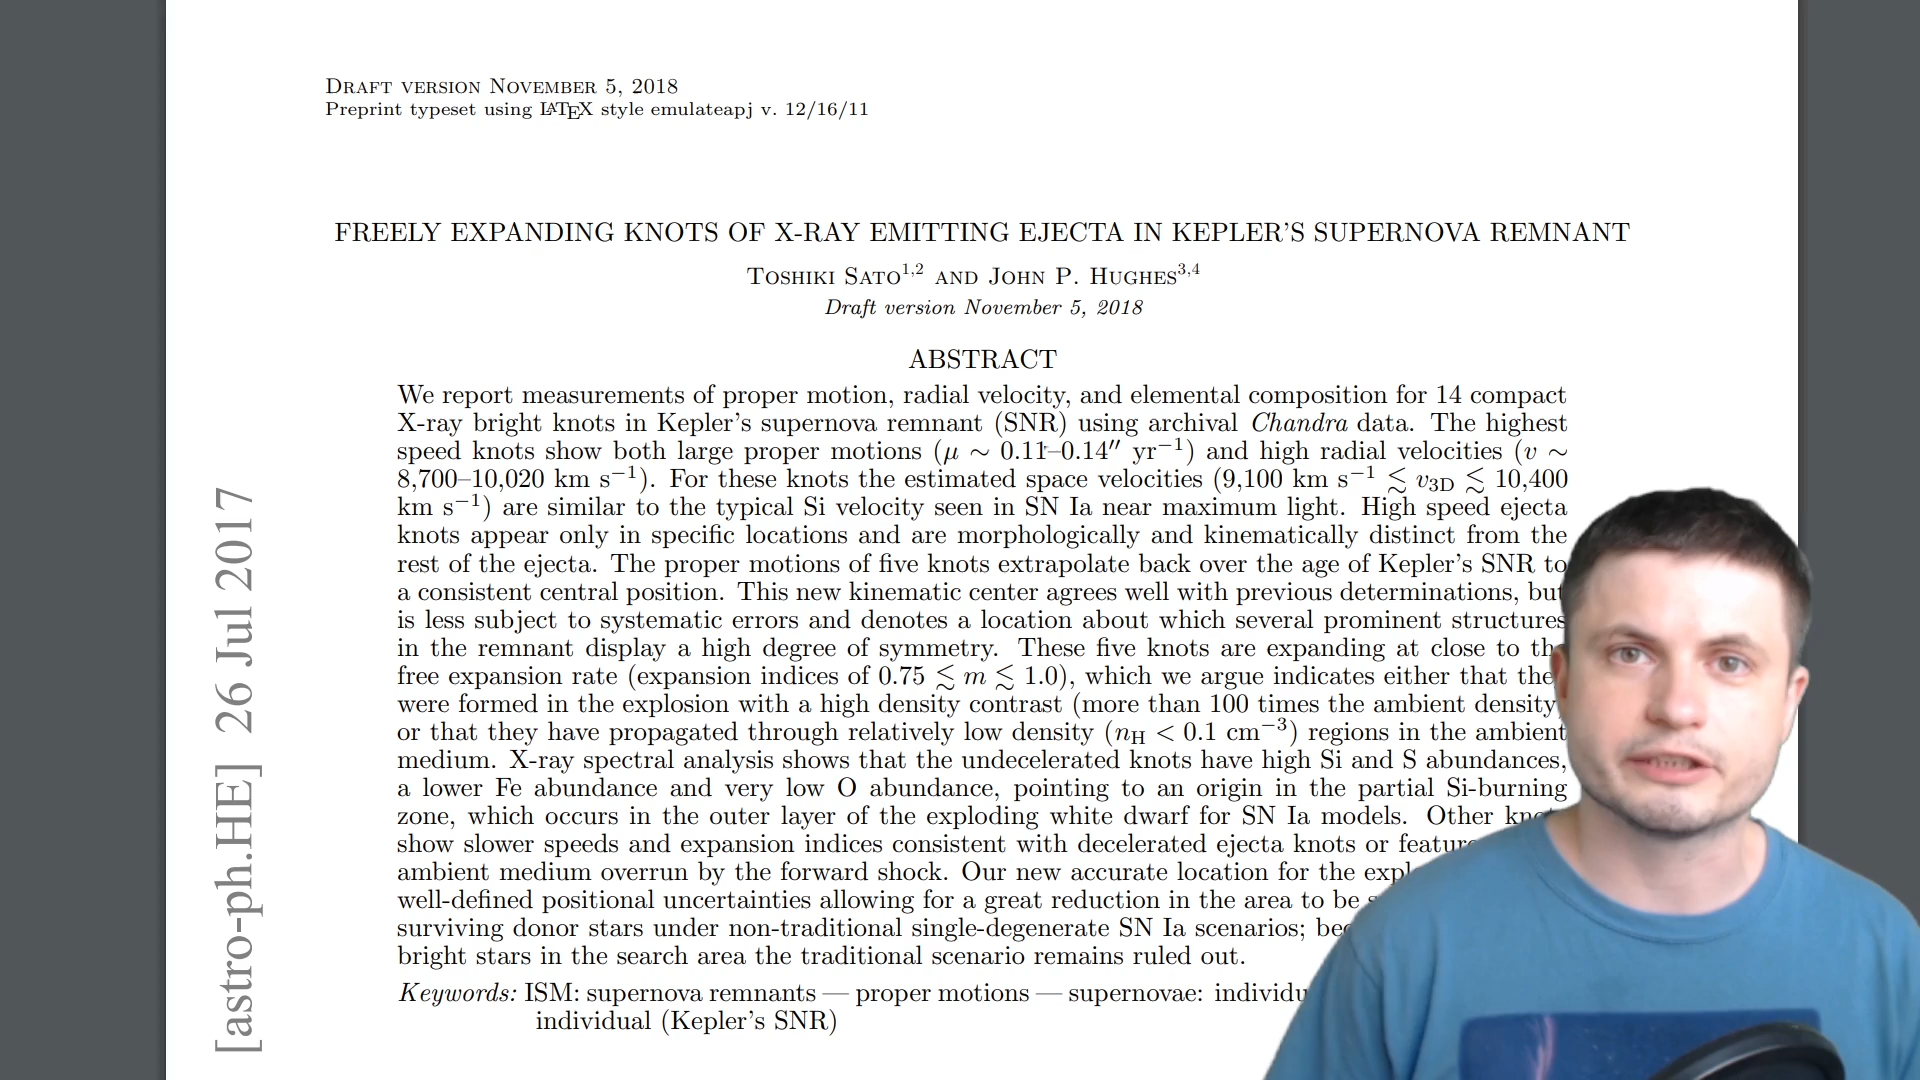 DRAFT VERSION NOVEMBER 5, 2018
Preprint typeset using LATEX style emulateapj v. 12/16/11
FREELY EXPANDING KNOTS OF X-RAY EMITTING EJECTA IN KEPLER'S SUPERNOVA REMNANT
TOSHIKI SATO1,2 AND JOHN P. HUGHES3,4
Draft version November 5, 2018
ABSTRACT
We report measurements of proper motion, radial velocity, and elemental composition for 14 compact
X-ray bright knots in Kepler's supernova remnant (SNR) using archival Chandra data. The highest
speed knots show both large proper motions (μ ∼ 0.11–0.14″ yr−1) and high radial velocities (v ∼
8,700–10,020 km s−1). For these knots the estimated space velocities (9,100 km s−1 ≲ v3D ≲ 10,400
km s−1) are similar to the typical Si velocity seen in SN Ia near maximum light. High speed ejecta
knots appear only in specific locations and are morphologically and kinematically distinct from the
rest of the ejecta. The proper motions of five knots extrapolate back over the age of Kepler's SNR to
a consistent central position. This new kinematic center agrees well with previous determinations, but
is less subject to systematic errors and denotes a location about which several prominent structures
in the remnant display a high degree of symmetry. These five knots are expanding at close to
free expansion rate (expansion indices of 0.75 ≲ m ≲ 1.0), which we argue indicates either that
were formed in the explosion with a high density contrast (more than 100 times the ambient density)
or that they have propagated through relatively low density (nH < 0.1 cm−3) regions in the ambient
medium. X-ray spectral analysis shows that the undecelerated knots have high Si and S abundances,
a lower Fe abundance and very low O abundance, pointing to an origin in the partial Si-burning
zone, which occurs in the outer layer of the exploding white dwarf for SN Ia models. Other
show slower speeds and expansion indices consistent with decelerated ejecta knots or
ambient medium overrun by the forward shock. Our new accurate location for the
well-defined positional uncertainties allowing for a great reduction in the area to be
surviving donor stars under non-traditional single-degenerate SN Ia scenarios;
bright stars in the search area the traditional scenario remains ruled out.
Keywords: ISM: supernova remnants — proper motions — supernovae:
individual (Kepler's SNR)
[astro-ph.HE] 26 Jul 2017